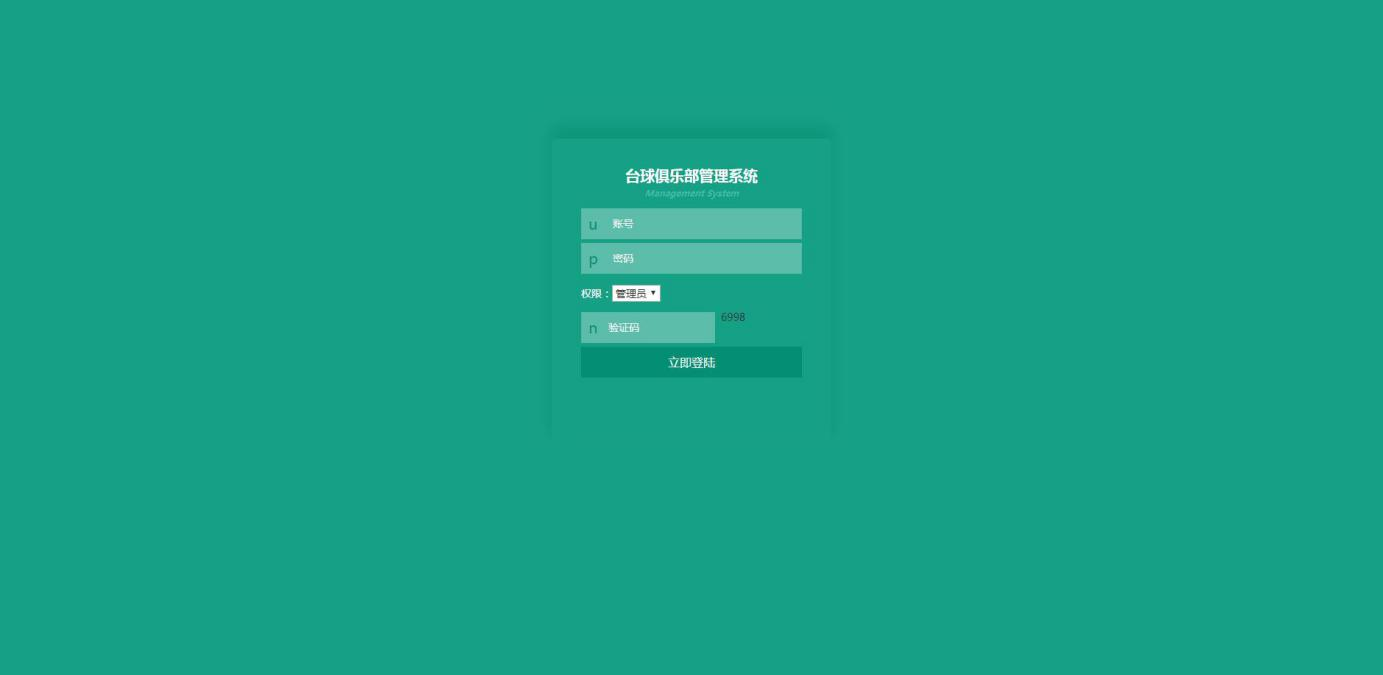 台球俱乐部管理系统
Management System
u 账号
p 密码
权限：管理员
n 验证码 6998
立即登陆